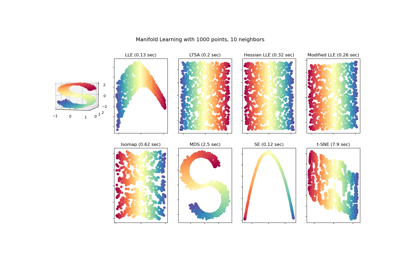 Manifold Learning with 1000 points, 10 neighbors
LLE (0.13 sec)
LTSA (0.2 sec)
Hessian LLE (0.32 sec)
Modified LLE (0.26 sec)
2
0
−2
−1
0
1
0
2
Isomap (0.62 sec)
MDS (2.5 sec)
SE (0.12 sec)
t-SNE (7.9 sec)